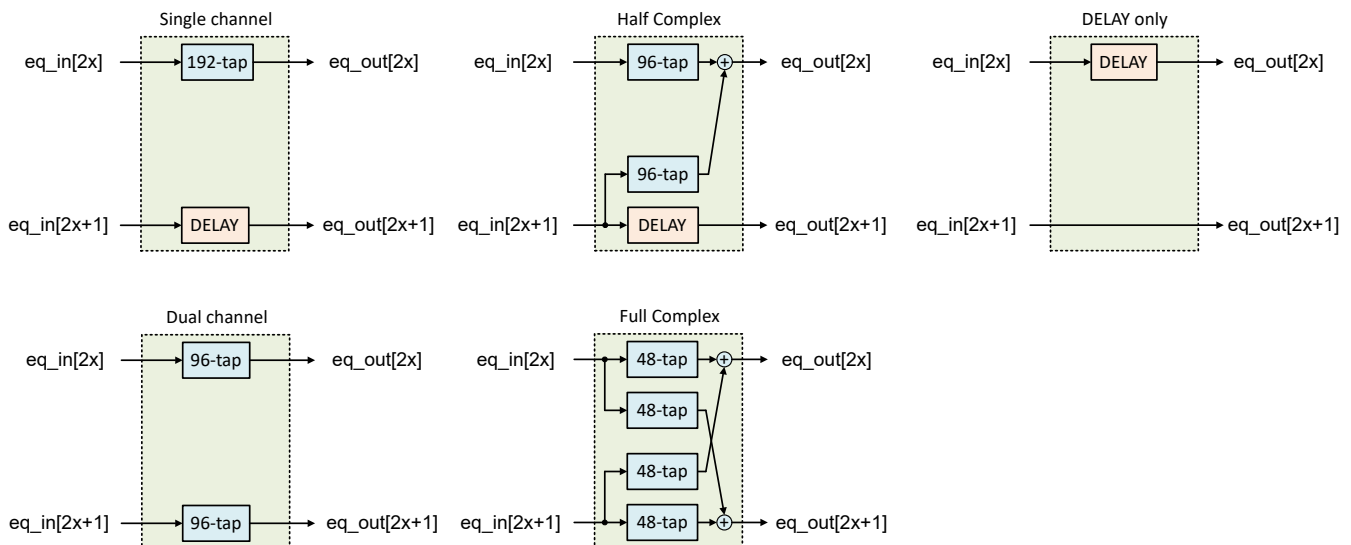 Single channel
eq_in[2x] 192-tap eq_out[2x]
eq_in[2x+1] DELAY eq_out[2x+1]
Half Complex
eq_in[2x] 96-tap + eq_out[2x]
96-tap
eq_in[2x+1] DELAY eq_out[2x+1]
DELAY only
eq_in[2x] DELAY eq_out[2x]
eq_in[2x+1] eq_out[2x+1]
Dual channel
eq_in[2x] 96-tap eq_out[2x]
eq_in[2x+1] 96-tap eq_out[2x+1]
Full Complex
eq_in[2x] 48-tap + eq_out[2x]
48-tap
48-tap
eq_in[2x+1] 48-tap + eq_out[2x+1]